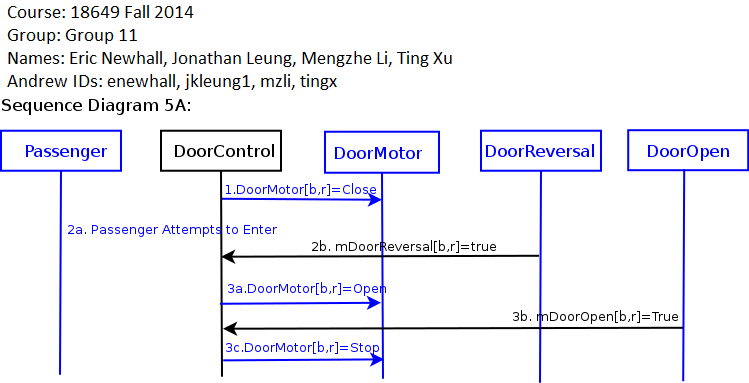 Course: 18649 Fall 2014
Group: Group 11
Names: Eric Newhall, Jonathan Leung, Mengzhe Li, Ting Xu
Andrew IDs: enewhall, jkleung1, mzli, tingx
Sequence Diagram 5A:
Passenger
DoorControl
DoorMotor
DoorReversal
DoorOpen
1.DoorMotor[b,r]=Close
2a. Passenger Attempts to Enter
2b. mDoorReversal[b,r]=true
3a.DoorMotor[b,r]=Open
3b. mDoorOpen[b,r]=True
3c.DoorMotor[b,r]=Stop